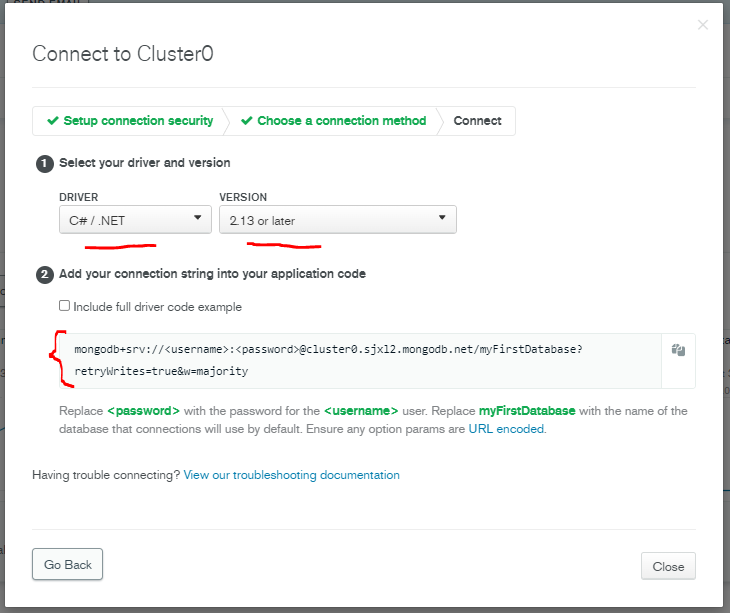 SEND EMAIL
Connect to Cluster0
×
Setup connection security
Choose a connection method
Connect
1 Select your driver and version
DRIVER
VERSION
C# / .NET
2.13 or later
2 Add your connection string into your application code
Include full driver code example
mongodb+srv://<username>:<password>@cluster0.sjxl2.mongodb.net/myFirstDatabase?
retryWrites=true&w=majority
Replace <password> with the password for the <username> user. Replace myFirstDatabase with the name of the
database that connections will use by default. Ensure any option params are URL encoded.
Having trouble connecting? View our troubleshooting documentation
Go Back
Close